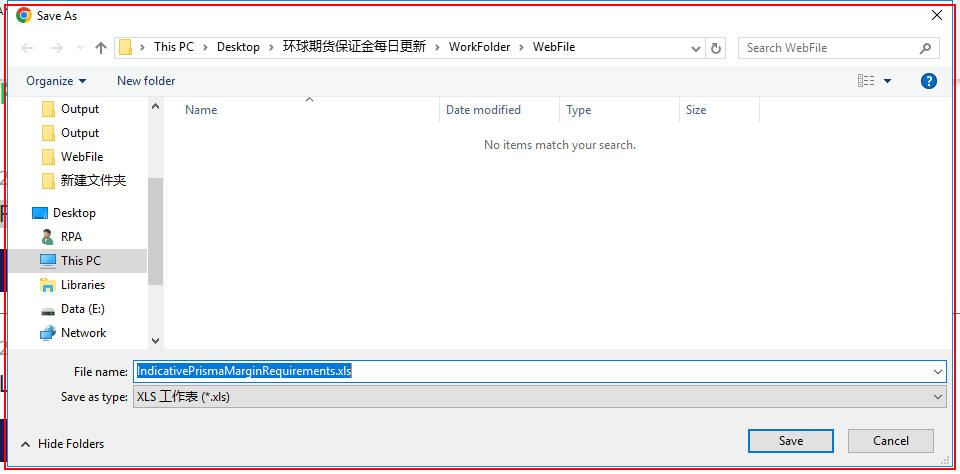 Save As
This PC > Desktop > 环球期货保证金每日更新 > WorkFolder > WebFile
Search WebFile
Organize
New folder
?
Output
Output
WebFile
新建文件夹
Desktop
RPA
This PC
Libraries
Data (E:)
Network
Name
Date modified
Type
Size
No items match your search.
File name: IndicativePrismaMarginRequirements.xls
Save as type: XLS 工作表 (*.xls)
Hide Folders
Save
Cancel